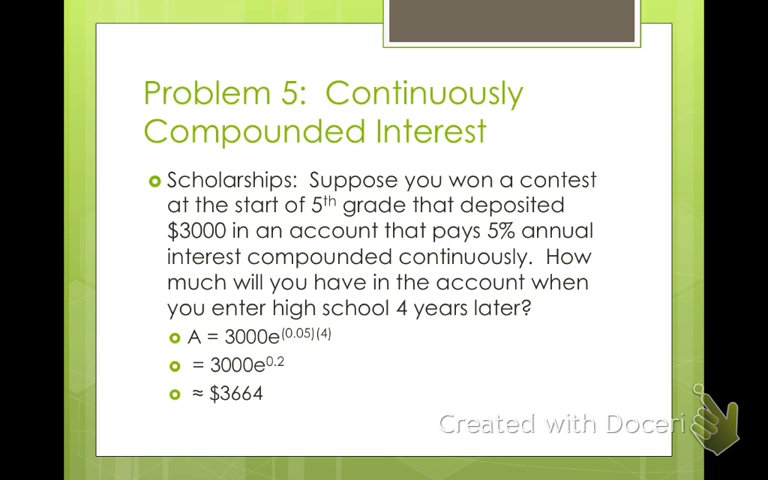 Problem 5: Continuously
Compounded Interest
Scholarships: Suppose you won a contest
at the start of 5th grade that deposited
$3000 in an account that pays 5% annual
interest compounded continuously. How
much will you have in the account when
you enter high school 4 years later?
A = 3000e^(0.05)(4)
= 3000e^0.2
≈ $3664
Created with Doceri